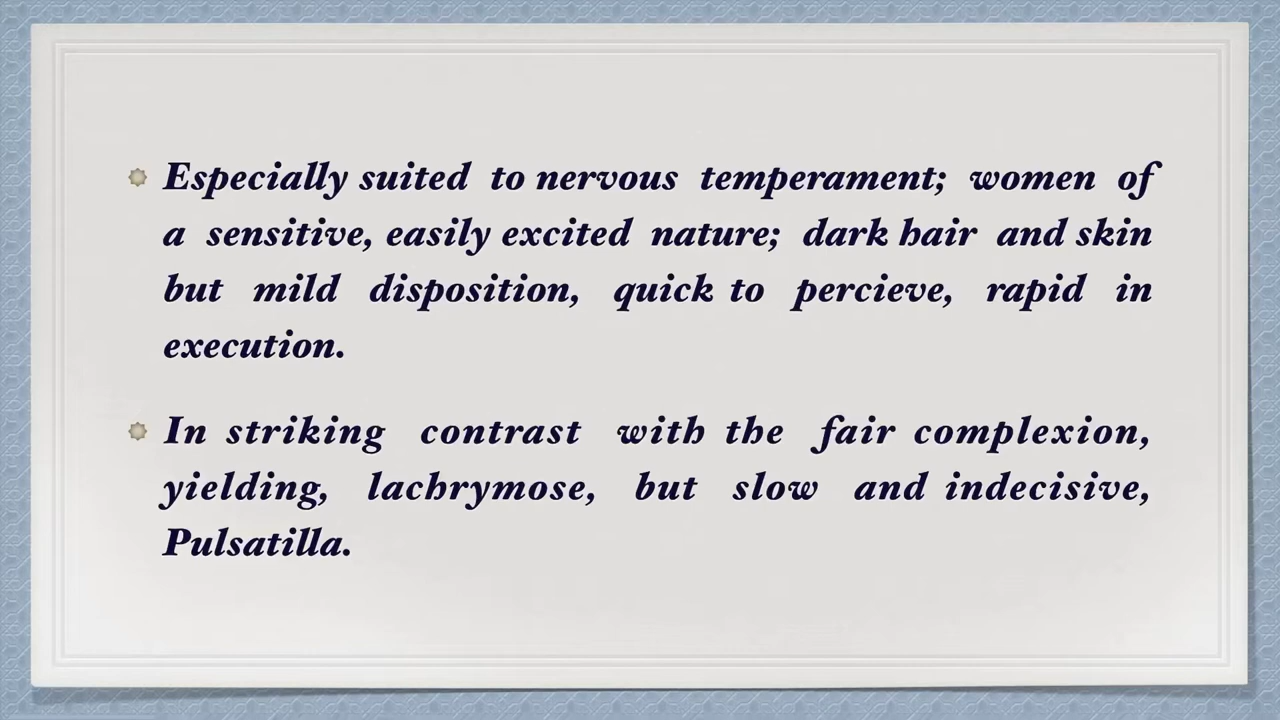 Especially suited to nervous temperament; women of
a sensitive, easily excited nature; dark hair and skin
but mild disposition, quick to percieve, rapid in
execution.
In striking contrast with the fair complexion,
yielding, lachrymose, but slow and indecisive,
Pulsatilla.